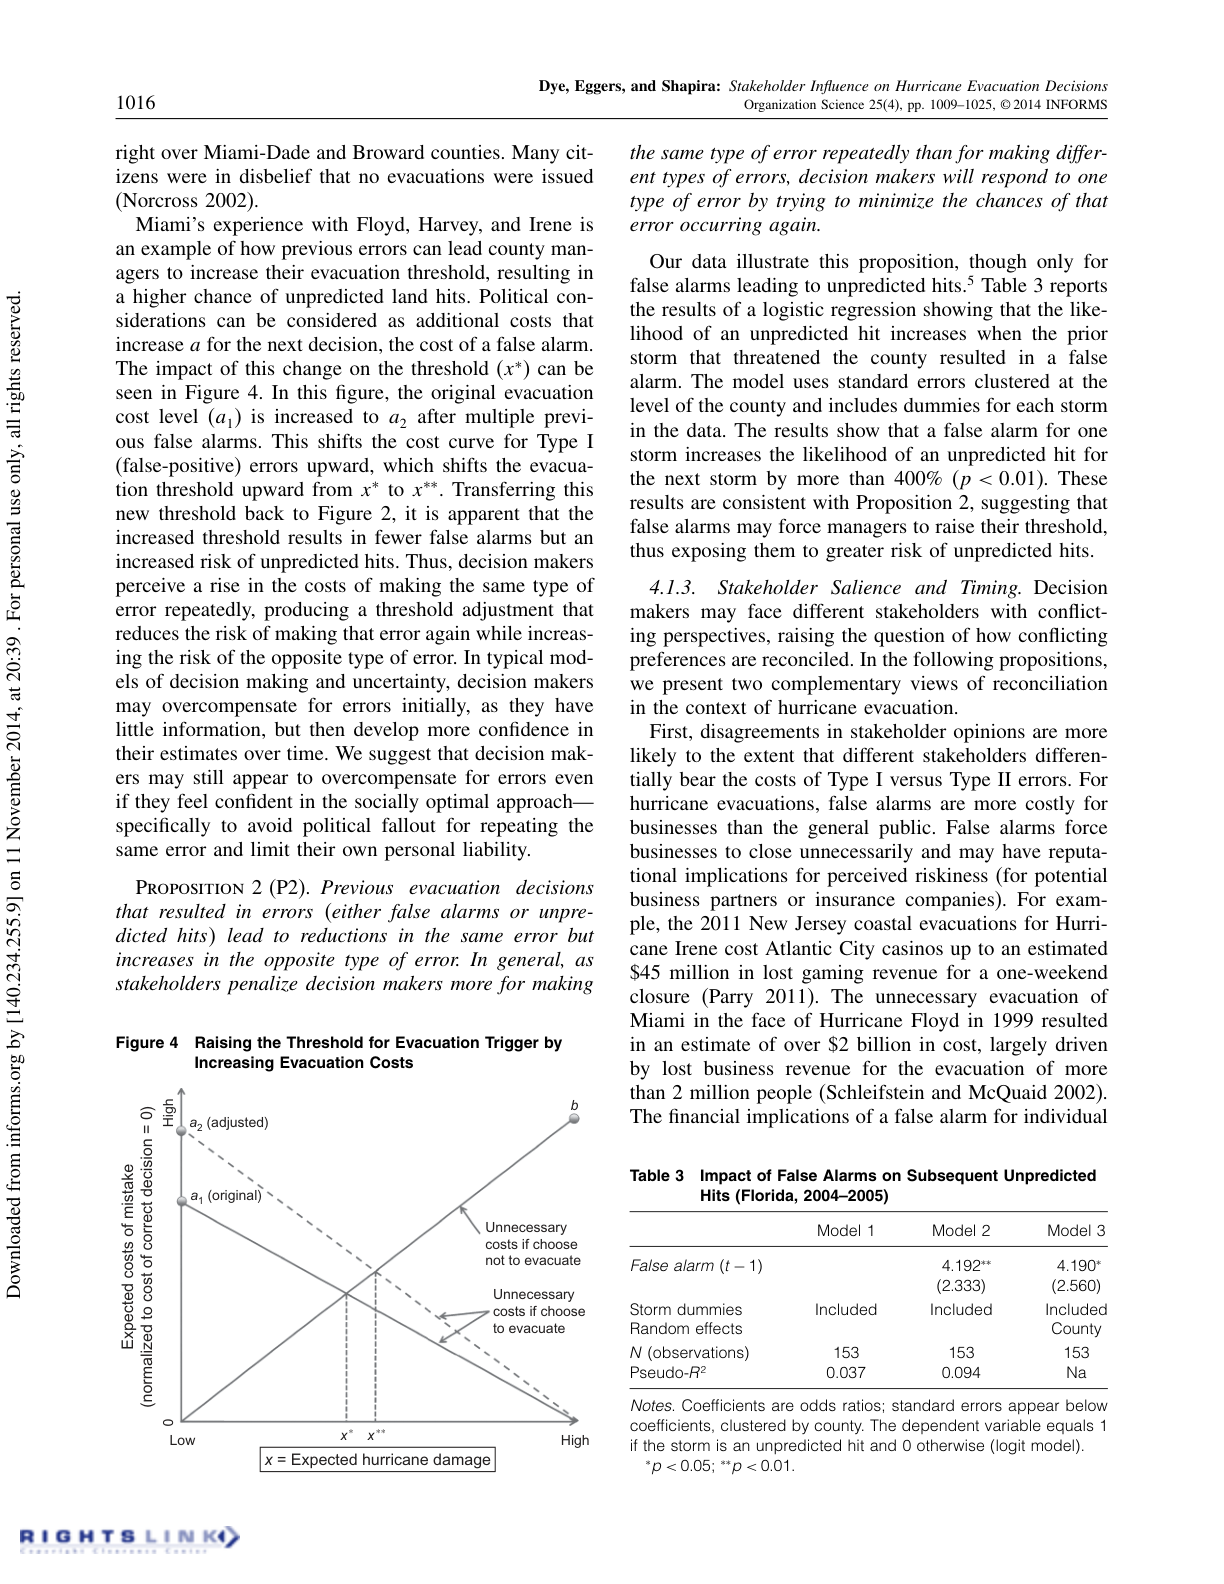 Dye, Eggers, and Shapira: Stakeholder Influence on Hurricane Evacuation Decisions
1016
Organization Science 25(4), pp. 1009–1025, © 2014 INFORMS
right over Miami-Dade and Broward counties. Many cit-
izens were in disbelief that no evacuations were issued
(Norcross 2002).
Miami's experience with Floyd, Harvey, and Irene is
an example of how previous errors can lead county man-
agers to increase their evacuation threshold, resulting in
a higher chance of unpredicted land hits. Political con-
siderations can be considered as additional costs that
increase a for the next decision, the cost of a false alarm.
The impact of this change on the threshold (x*) can be
seen in Figure 4. In this figure, the original evacuation
cost level (a1) is increased to a2 after multiple previ-
ous false alarms. This shifts the cost curve for Type I
(false-positive) errors upward, which shifts the evacua-
tion threshold upward from x* to x**. Transferring this
new threshold back to Figure 2, it is apparent that the
increased threshold results in fewer false alarms but an
increased risk of unpredicted hits. Thus, decision makers
perceive a rise in the costs of making the same type of
error repeatedly, producing a threshold adjustment that
reduces the risk of making that error again while increas-
ing the risk of the opposite type of error. In typical mod-
els of decision making and uncertainty, decision makers
may overcompensate for errors initially, as they have
little information, but then develop more confidence in
their estimates over time. We suggest that decision mak-
ers may still appear to overcompensate for errors even
if they feel confident in the socially optimal approach—
specifically to avoid political fallout for repeating the
same error and limit their own personal liability.
PROPOSITION 2 (P2). Previous evacuation decisions
that resulted in errors (either false alarms or unpre-
dicted hits) lead to reductions in the same error but
increases in the opposite type of error. In general, as
stakeholders penalize decision makers more for making
Figure 4 Raising the Threshold for Evacuation Trigger by
Increasing Evacuation Costs
Expected costs of mistake
(normalized to cost of correct decision = 0)
High
0
a2 (adjusted)
a1 (original)
b
Unnecessary
costs if choose
not to evacuate
Unnecessary
costs if choose
to evacuate
Low
x* x**
High
x = Expected hurricane damage
the same type of error repeatedly than for making differ-
ent types of errors, decision makers will respond to one
type of error by trying to minimize the chances of that
error occurring again.
Our data illustrate this proposition, though only for
false alarms leading to unpredicted hits.5 Table 3 reports
the results of a logistic regression showing that the like-
lihood of an unpredicted hit increases when the prior
storm that threatened the county resulted in a false
alarm. The model uses standard errors clustered at the
level of the county and includes dummies for each storm
in the data. The results show that a false alarm for one
storm increases the likelihood of an unpredicted hit for
the next storm by more than 400% (p < 0.01). These
results are consistent with Proposition 2, suggesting that
false alarms may force managers to raise their threshold,
thus exposing them to greater risk of unpredicted hits.
4.1.3. Stakeholder Salience and Timing. Decision
makers may face different stakeholders with conflict-
ing perspectives, raising the question of how conflicting
preferences are reconciled. In the following propositions,
we present two complementary views of reconciliation
in the context of hurricane evacuation.
First, disagreements in stakeholder opinions are more
likely to the extent that different stakeholders differen-
tially bear the costs of Type I versus Type II errors. For
hurricane evacuations, false alarms are more costly for
businesses than the general public. False alarms force
businesses to close unnecessarily and may have reputa-
tional implications for perceived riskiness (for potential
business partners or insurance companies). For exam-
ple, the 2011 New Jersey coastal evacuations for Hurri-
cane Irene cost Atlantic City casinos up to an estimated
$45 million in lost gaming revenue for a one-weekend
closure (Parry 2011). The unnecessary evacuation of
Miami in the face of Hurricane Floyd in 1999 resulted
in an estimate of over $2 billion in cost, largely driven
by lost business revenue for the evacuation of more
than 2 million people (Schleifstein and McQuaid 2002).
The financial implications of a false alarm for individual
Table 3 Impact of False Alarms on Subsequent Unpredicted
Hits (Florida, 2004–2005)
Model 1 Model 2 Model 3
False alarm (t − 1) 4.192** 4.190*
(2.333) (2.560)
Storm dummies Included Included Included
Random effects County
N (observations) 153 153 153
Pseudo-R2 0.037 0.094 Na
Notes. Coefficients are odds ratios; standard errors appear below
coefficients, clustered by county. The dependent variable equals 1
if the storm is an unpredicted hit and 0 otherwise (logit model).
*p < 0.05; **p < 0.01.
Downloaded from informs.org by [140.234.255.9] on 11 November 2014, at 20:39 . For personal use only, all rights reserved.
RIGHTSLINK
Copyright Clearance Center